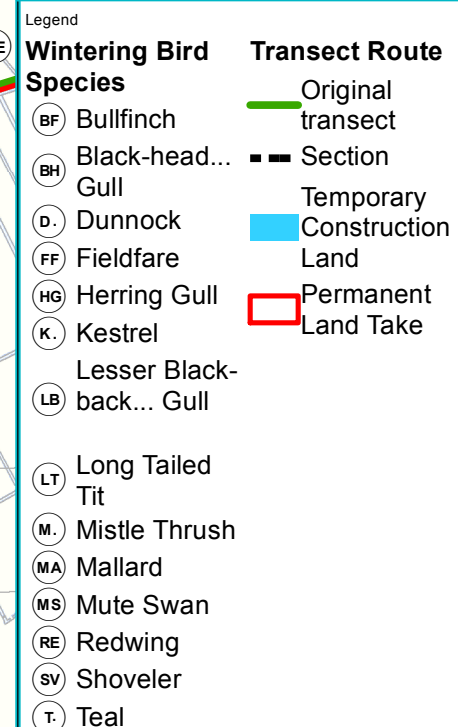 Legend
Wintering Bird
Species
BF Bullfinch
BH Black-head...
Gull
D. Dunnock
FF Fieldfare
HG Herring Gull
K. Kestrel
Lesser Black-
LB back... Gull
LT Long Tailed
Tit
M. Mistle Thrush
MA Mallard
MS Mute Swan
RE Redwing
SV Shoveler
T. Teal
Transect Route
Original
transect
Section
Temporary
Construction
Land
Permanent
Land Take